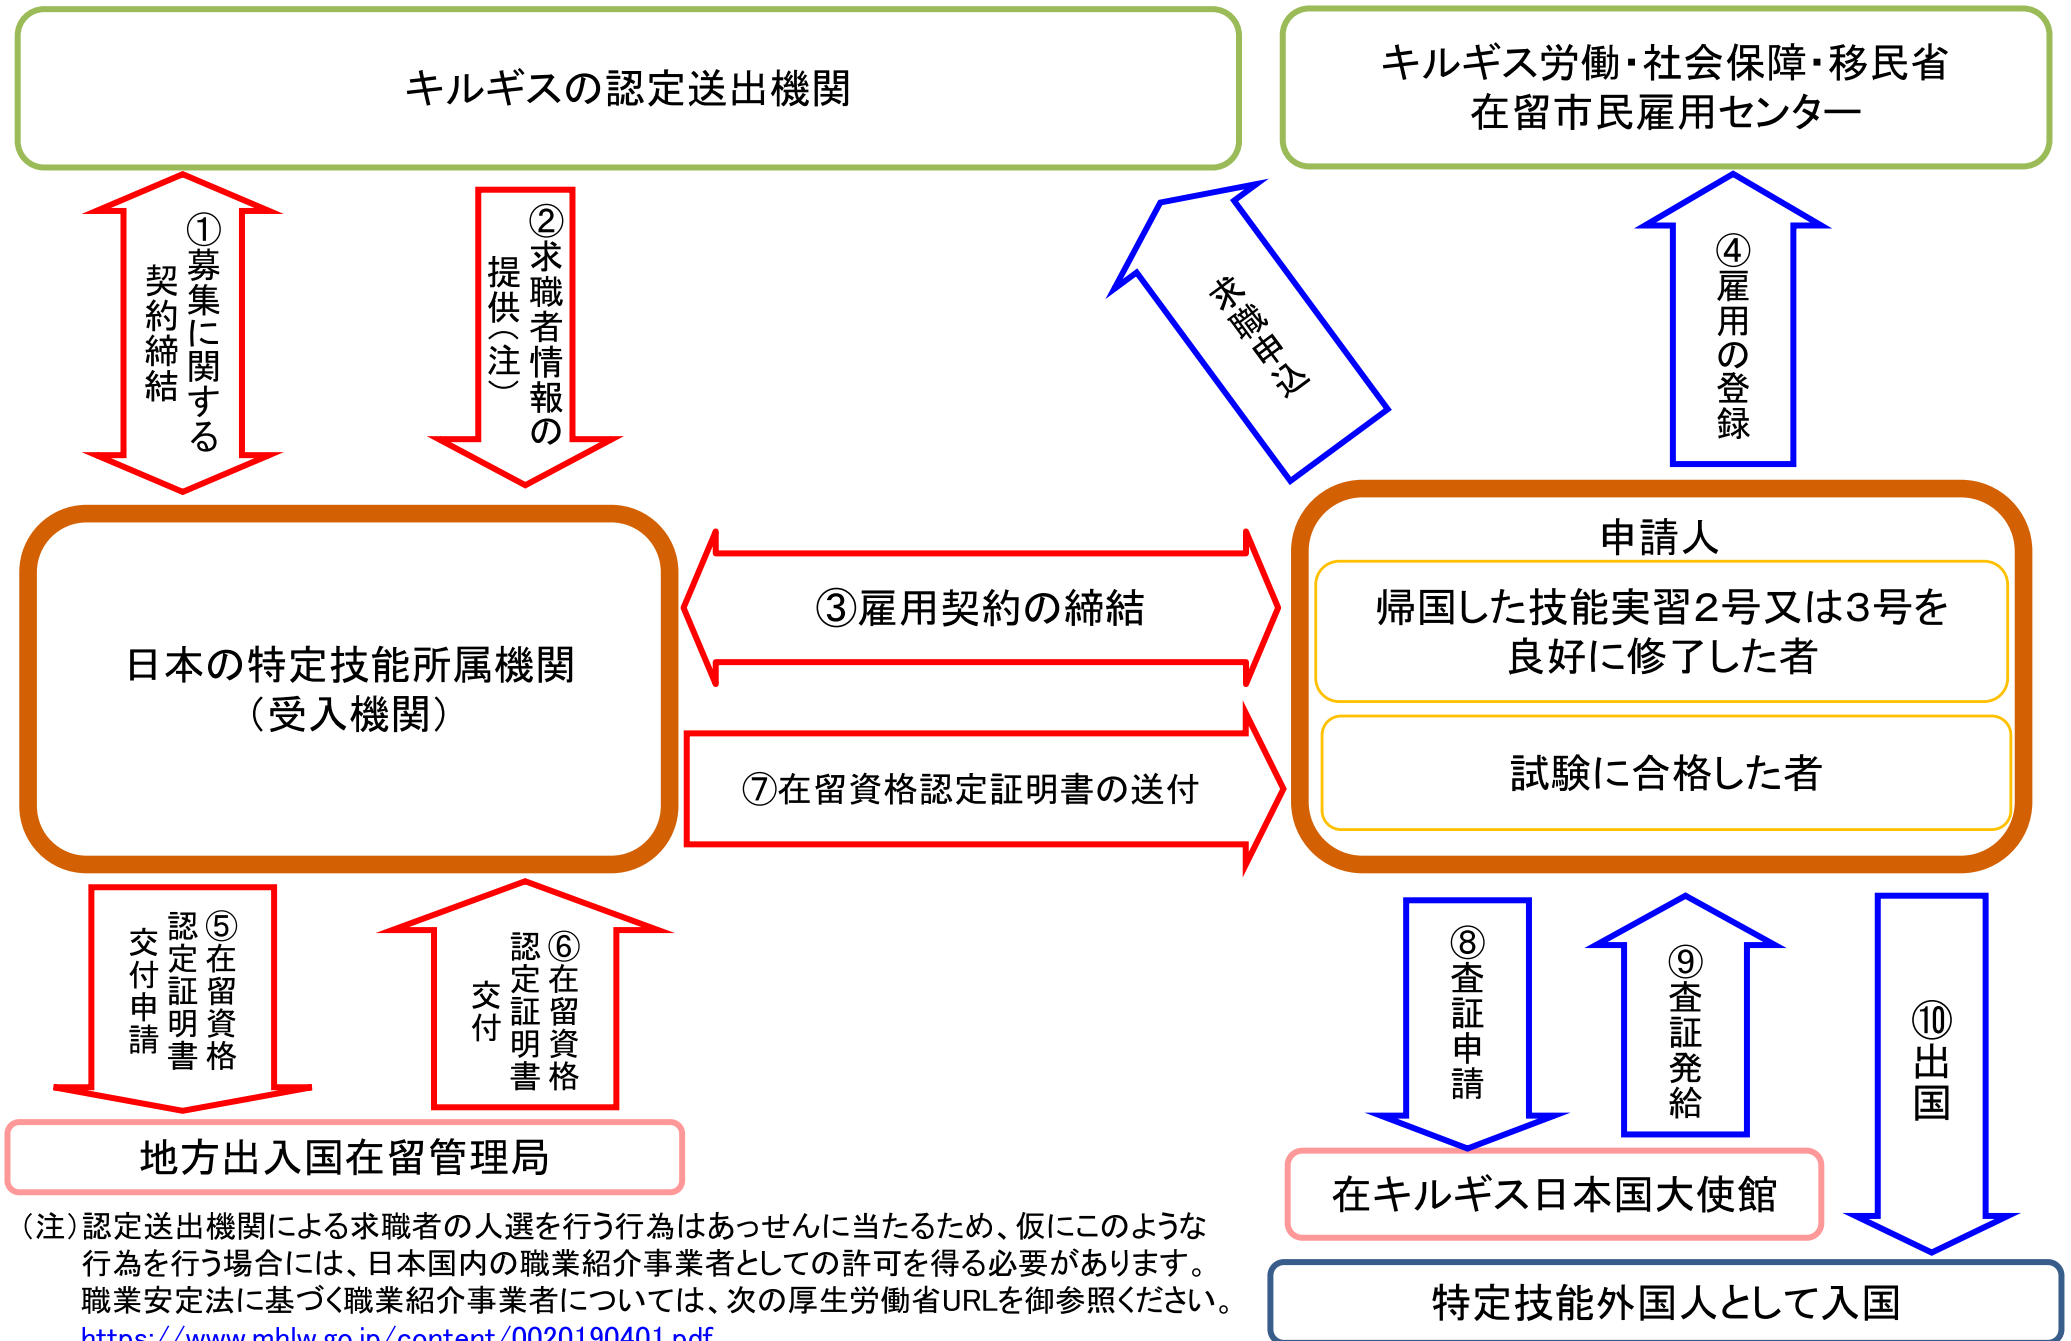 キルギスの認定送出機関
キルギス労働・社会保障・移民省
在留市民雇用センター
①募集に関する
契約締結
②求職者情報の
提供（注）
求職申込
④雇用の登録
日本の特定技能所属機関
（受入機関）
③雇用契約の締結
⑦在留資格認定証明書の送付
申請人
帰国した技能実習２号又は３号を
良好に修了した者
試験に合格した者
⑤在留資格
認定証明書
交付申請
⑥在留資格
認定証明書
交付
⑧査証申請
⑨査証発給
⑩出国
地方出入国在留管理局
在キルギス日本国大使館
特定技能外国人として入国
（注）認定送出機関による求職者の人選を行う行為はあっせんに当たるため、仮にこのような
行為を行う場合には、日本国内の職業紹介事業者としての許可を得る必要があります。
職業安定法に基づく職業紹介事業者については、次の厚生労働省URLを御参照ください。
https://www.mhlw.go.jp/content/0020190401.pdf